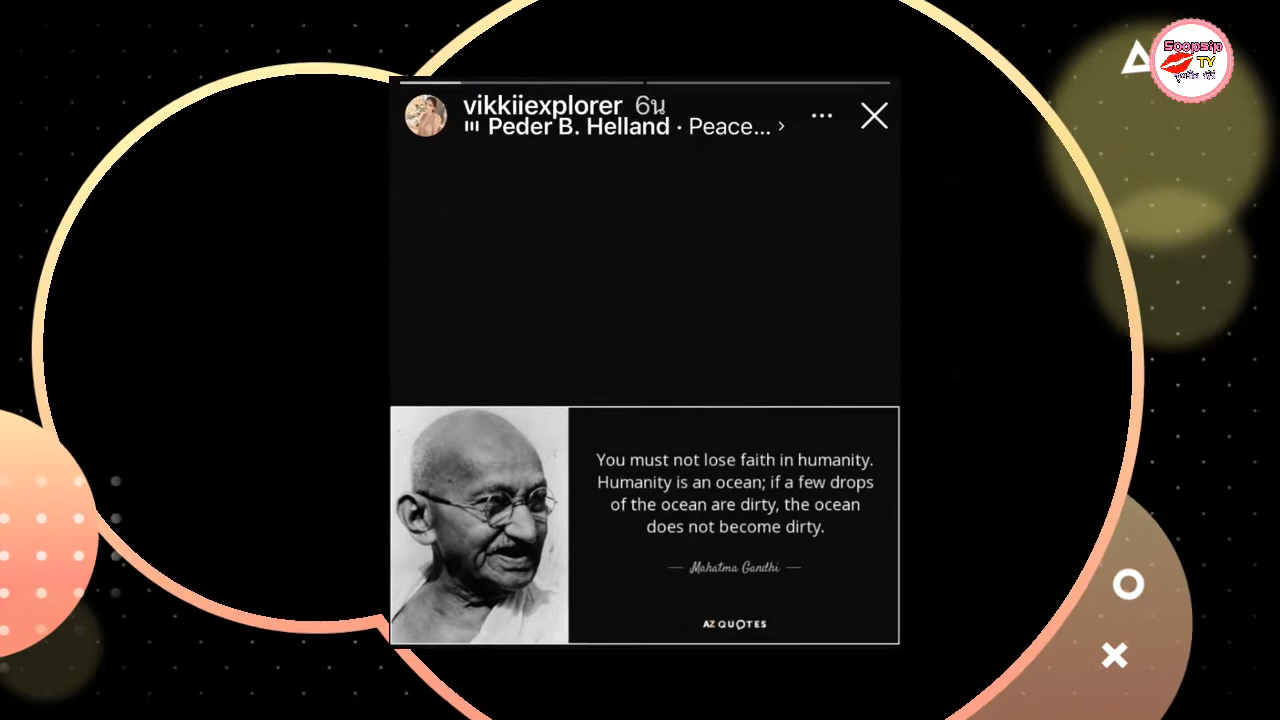 Soopsip
TV
vikkiiexplorer 6น
Peder B. Helland · Peace... ›
You must not lose faith in humanity.
Humanity is an ocean; if a few drops
of the ocean are dirty, the ocean
does not become dirty.
— Mahatma Gandhi —
AZ QUOTES